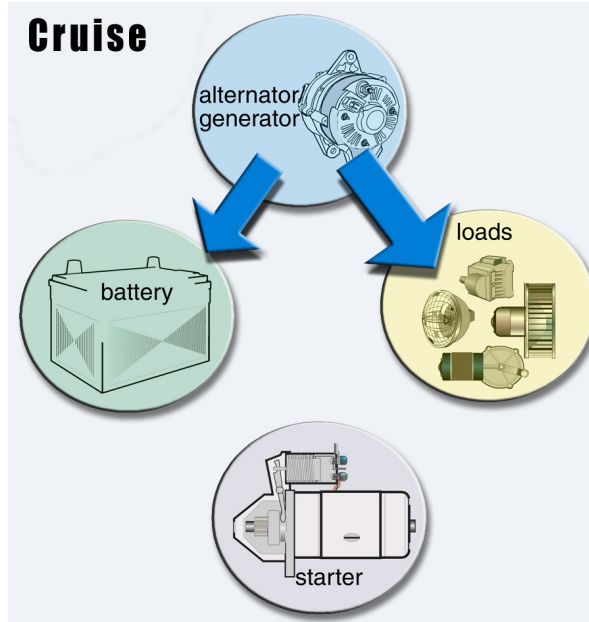 Cruise
alternator/
generator
loads
battery
starter